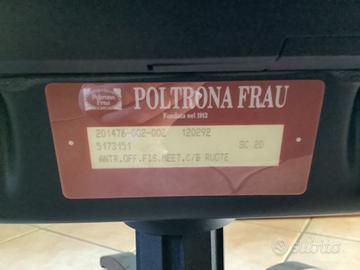 Poltrona
Frau
POLTRONA FRAU
Fondata nel 1912
201476-002-002 120292
5173151 SC 20
ANTR.OFF.FIS.MEET.C/B RUOTE
subito